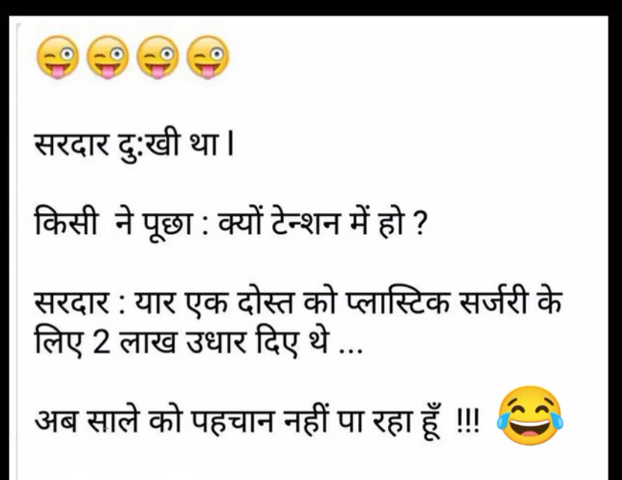 सरदार दु:खी था l
किसी ने पूछा : क्यों टेन्शन में हो ?
सरदार : यार एक दोस्त को प्लास्टिक सर्जरी के
लिए 2 लाख उधार दिए थे ...
अब साले को पहचान नहीं पा रहा हूँ !!!